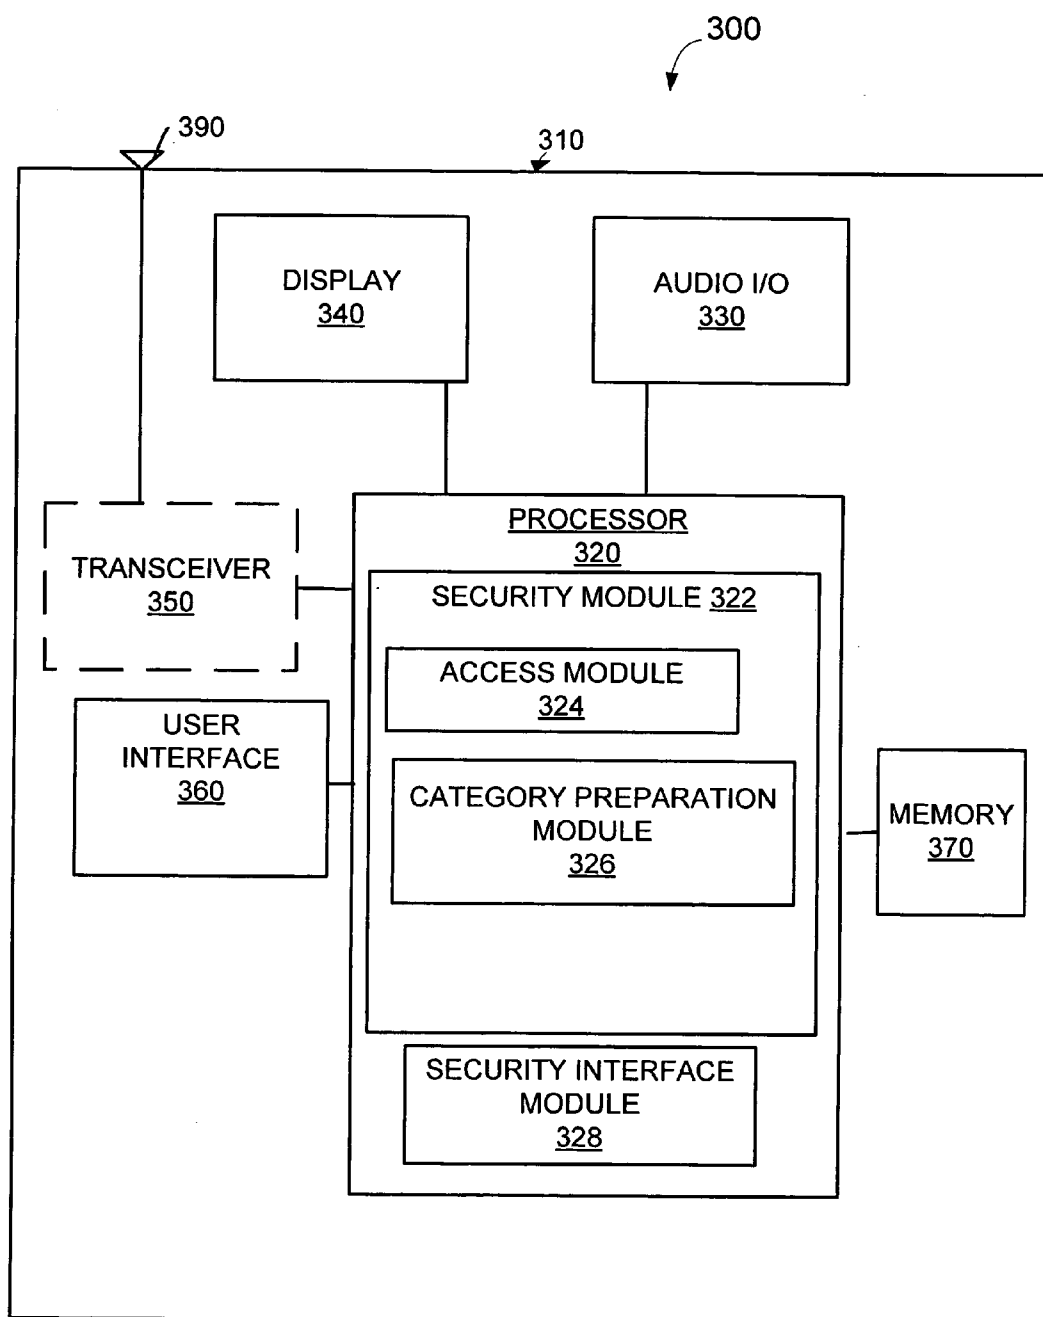 300
390
310
DISPLAY
340
AUDIO I/O
330
PROCESSOR
320
TRANSCEIVER
350
SECURITY MODULE 322
ACCESS MODULE
324
USER
INTERFACE
360
CATEGORY PREPARATION
MODULE
326
MEMORY
370
SECURITY INTERFACE
MODULE
328